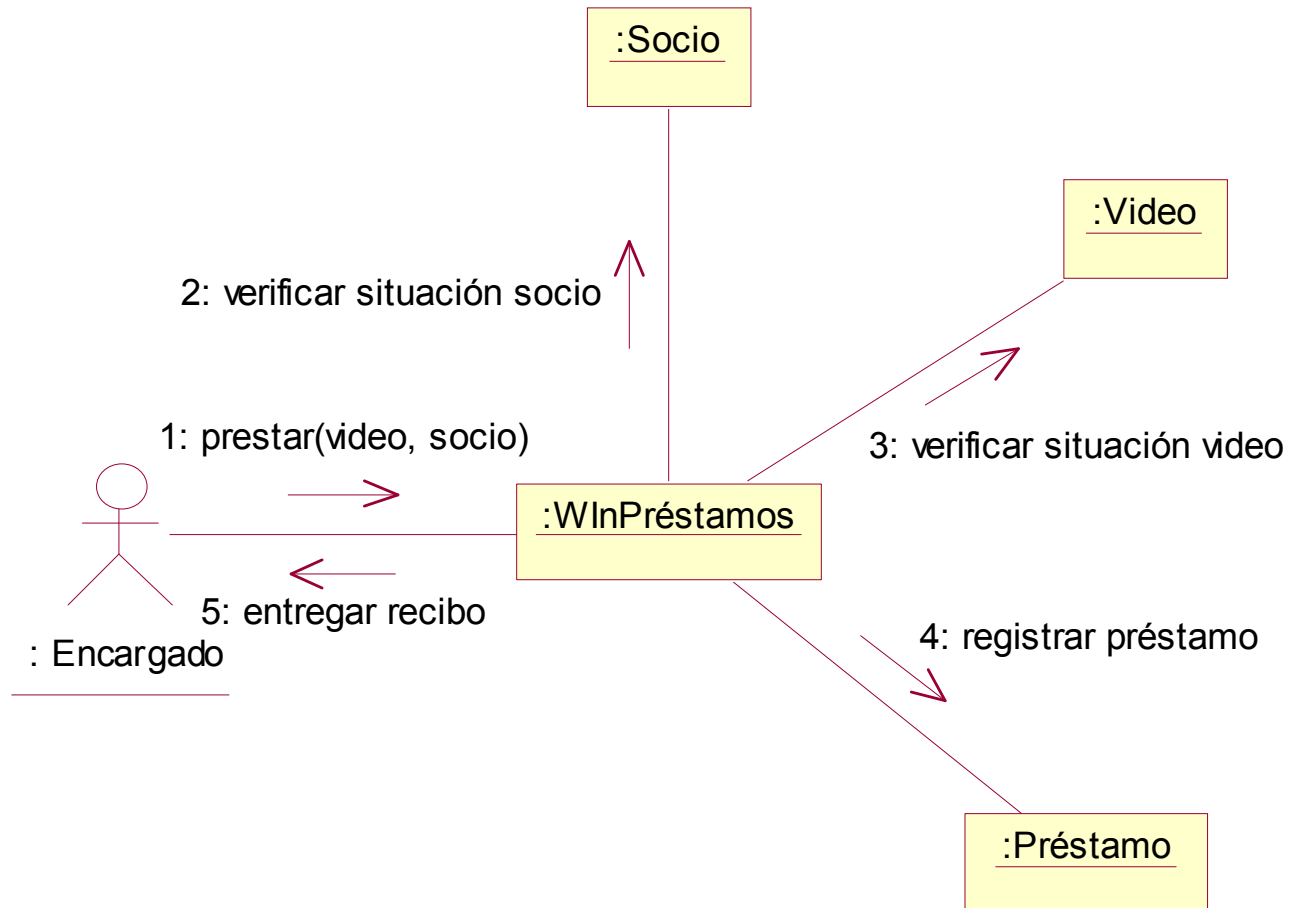 :Socio
:Video
2: verificar situación socio
1: prestar(video, socio)
3: verificar situación video
:WInPréstamos
5: entregar recibo
: Encargado
4: registrar préstamo
:Préstamo